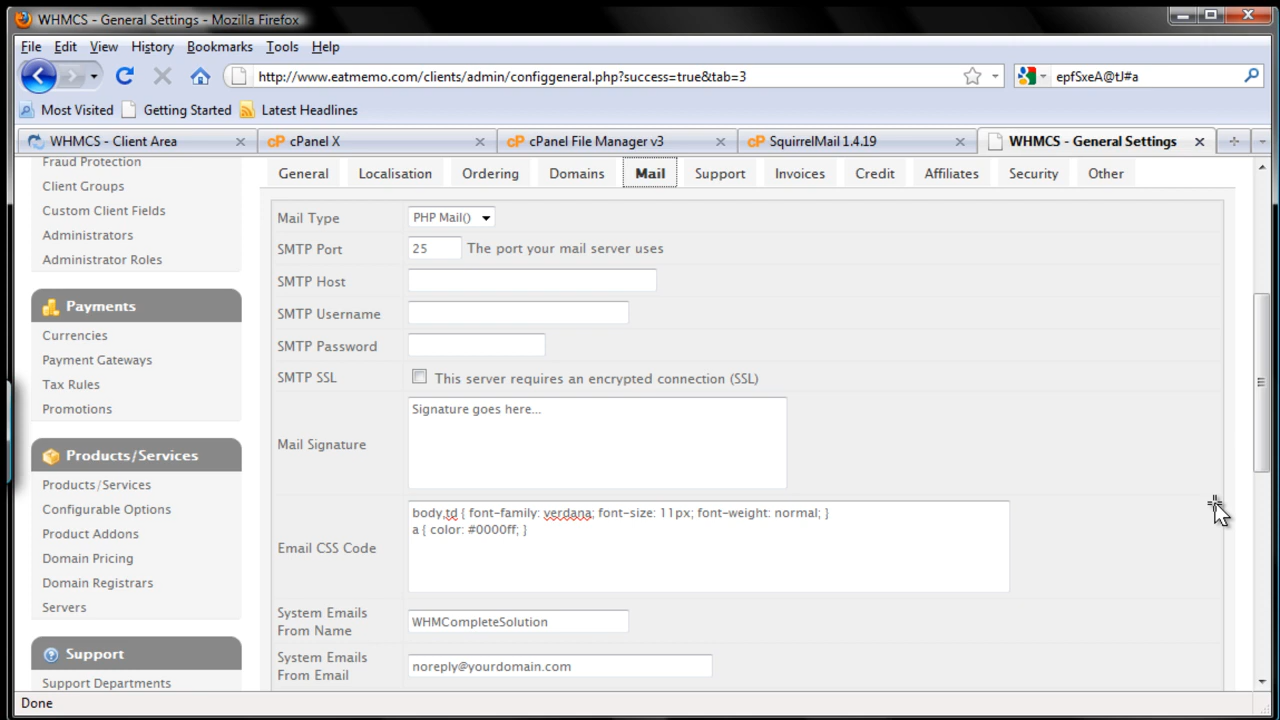 WHMCS - General Settings - Mozilla Firefox
File Edit View History Bookmarks Tools Help
http://www.eatmemo.com/clients/admin/configgeneral.php?success=true&tab=3
epfSxeA@tJ#a
Most Visited Getting Started Latest Headlines
WHMCS - Client Area
cP cPanel X
cP cPanel File Manager v3
cP SquirrelMail 1.4.19
WHMCS - General Settings
Fraud Protection
Client Groups
Custom Client Fields
Administrators
Administrator Roles
Payments
Currencies
Payment Gateways
Tax Rules
Promotions
Products/Services
Products/Services
Configurable Options
Product Addons
Domain Pricing
Domain Registrars
Servers
Support
Support Departments
General Localisation Ordering Domains Mail Support Invoices Credit Affiliates Security Other
Mail Type PHP Mail()
SMTP Port 25 The port your mail server uses
SMTP Host
SMTP Username
SMTP Password
SMTP SSL This server requires an encrypted connection (SSL)
Mail Signature
Signature goes here...
Email CSS Code
body,td { font-family: verdana; font-size: 11px; font-weight: normal; }
a { color: #0000ff; }
System Emails
From Name
WHMCompleteSolution
System Emails
From Email
noreply@yourdomain.com
Done